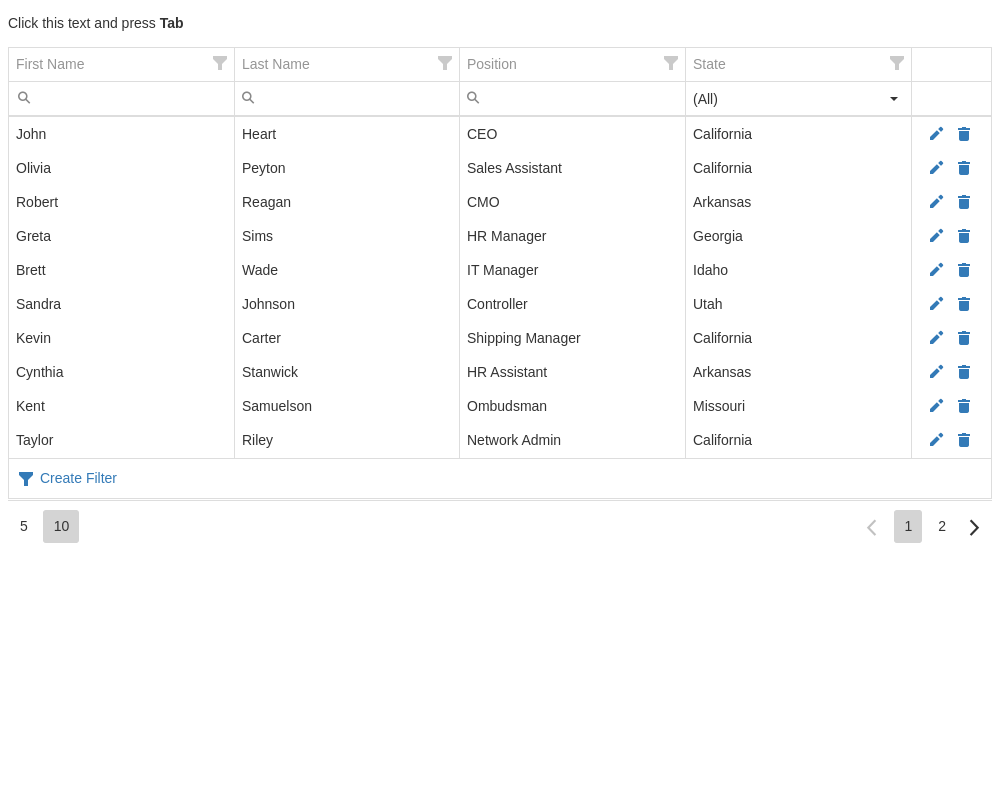 Click this text and press Tab
First Name Last Name Position State
(All)
John Heart CEO California
Olivia Peyton Sales Assistant California
Robert Reagan CMO Arkansas
Greta Sims HR Manager Georgia
Brett Wade IT Manager Idaho
Sandra Johnson Controller Utah
Kevin Carter Shipping Manager California
Cynthia Stanwick HR Assistant Arkansas
Kent Samuelson Ombudsman Missouri
Taylor Riley Network Admin California
Create Filter
5 10 1 2